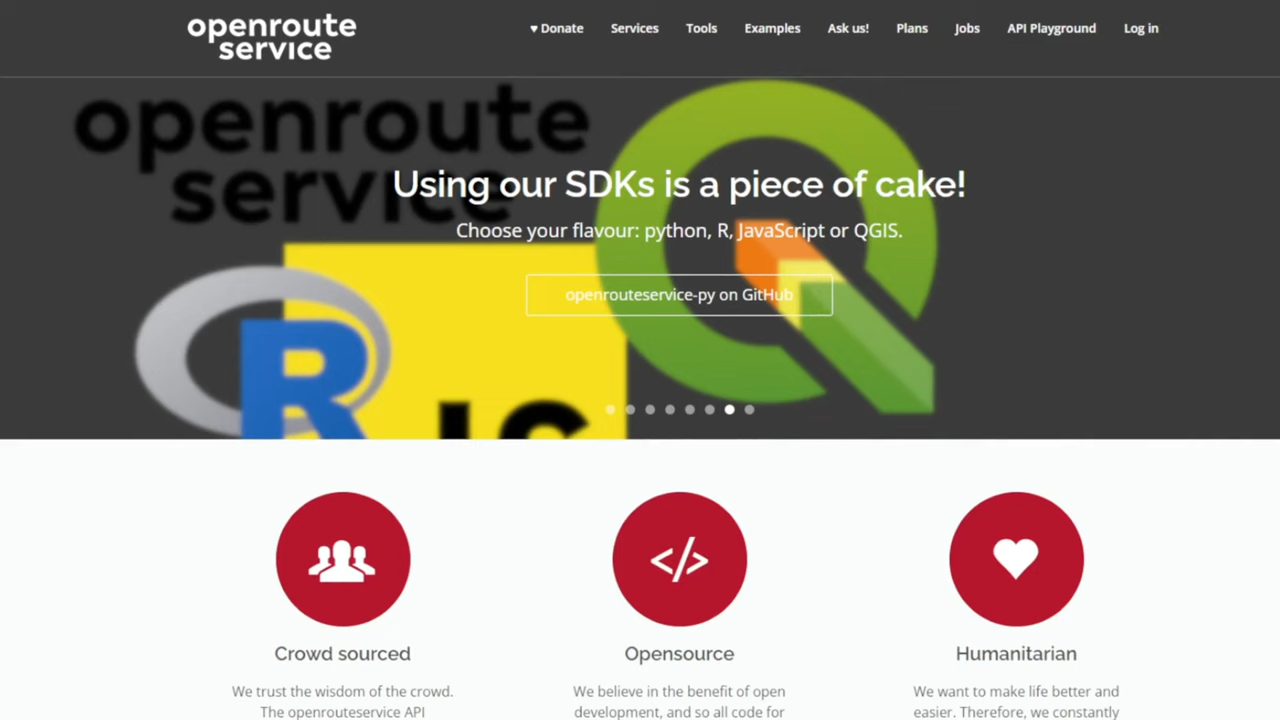 openroute
service
♥ Donate
Services
Tools
Examples
Ask us!
Plans
Jobs
API Playground
Log in
openroute
service
Using our SDKs is a piece of cake!
Choose your flavour: python, R, JavaScript or QGIS.
openrouteservice-py on GitHub
R
JS
</>
Crowd sourced
We trust the wisdom of the crowd.
The openrouteservice API
Opensource
We believe in the benefit of open
development, and so all code for
Humanitarian
We want to make life better and
easier. Therefore, we constantly